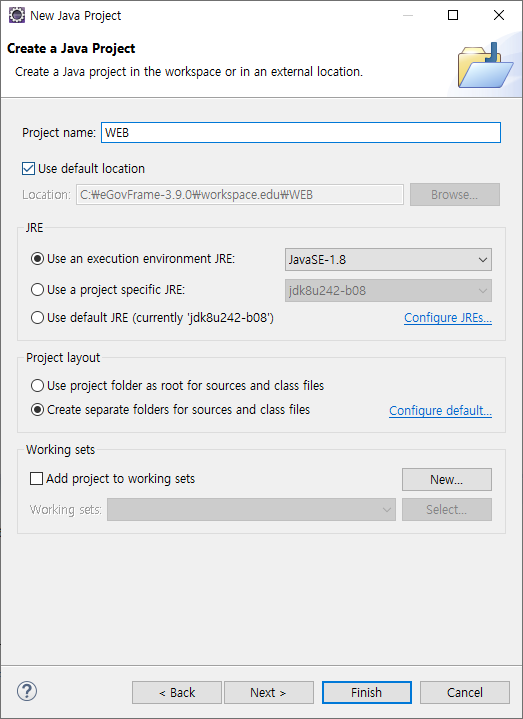 New Java Project
Create a Java Project
Create a Java project in the workspace or in an external location.
Project name: WEB
Use default location
Location: C:₩eGovFrame-3.9.0₩workspace.edu₩WEB Browse...
JRE
Use an execution environment JRE: JavaSE-1.8
Use a project specific JRE: jdk8u242-b08
Use default JRE (currently 'jdk8u242-b08') Configure JREs...
Project layout
Use project folder as root for sources and class files
Create separate folders for sources and class files Configure default...
Working sets
Add project to working sets New...
Working sets: Select...
? < Back Next > Finish Cancel